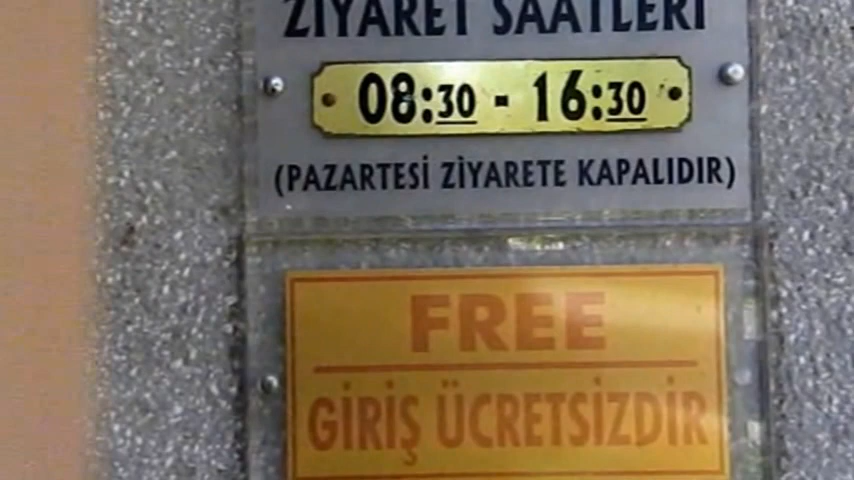 ZİYARET SAATLERİ
08:30 - 16:30
(PAZARTESİ ZİYARETE KAPALIDIR)
FREE
GİRİŞ ÜCRETSİZDİR